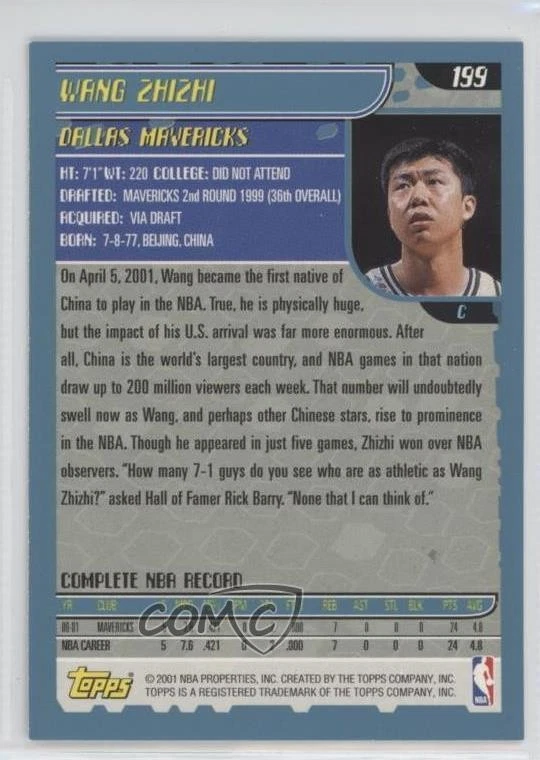 199
WANG ZHIZHI
DALLAS MAVERICKS
HT: 7'1" WT: 220 COLLEGE: DID NOT ATTEND
DRAFTED: MAVERICKS 2nd ROUND 1999 (36th OVERALL)
ACQUIRED: VIA DRAFT
BORN: 7-8-77, BEIJING, CHINA
C
On April 5, 2001, Wang became the first native of
China to play in the NBA. True, he is physically huge,
but the impact of his U.S. arrival was far more enormous. After
all, China is the world's largest country, and NBA games in that nation
draw up to 200 million viewers each week. That number will undoubtedly
swell now as Wang, and perhaps other Chinese stars, rise to prominence
in the NBA. Though he appeared in just five games, Zhizhi won over NBA
observers. "How many 7-1 guys do you see who are as athletic as Wang
Zhizhi?" asked Hall of Famer Rick Barry. "None that I can think of."
COMPLETE NBA RECORD
YR CLUB REB AST STL BLK PTS AVG
00-01 MAVERICKS 7 0 0 0 24 4.8
NBA CAREER 5 7.6 .421 0 2 .000 7 0 0 0 24 4.8
COMC
Topps
© 2001 NBA PROPERTIES, INC. CREATED BY THE TOPPS COMPANY, INC.
TOPPS IS A REGISTERED TRADEMARK OF THE TOPPS COMPANY, INC.
NBA